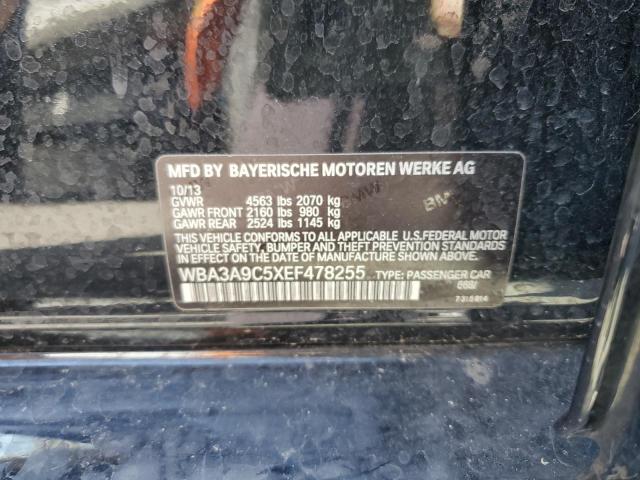 MFD BY BAYERISCHE MOTOREN WERKE AG
10/13
GVWR 4563 lbs 2070 kg
GAWR FRONT 2160 lbs 980 kg
GAWR REAR 2524 lbs 1145 kg
THIS VEHICLE CONFORMS TO ALL APPLICABLE U.S.FEDERAL MOTOR
VEHICLE SAFETY, BUMPER, AND THEFT PREVENTION
STANDARDS IN EFFECT ON THE DATE OF MANUFACTURE SHOWN ABOVE.
WBA3A9C5XEF478255 TYPE: PASSENGER CAR